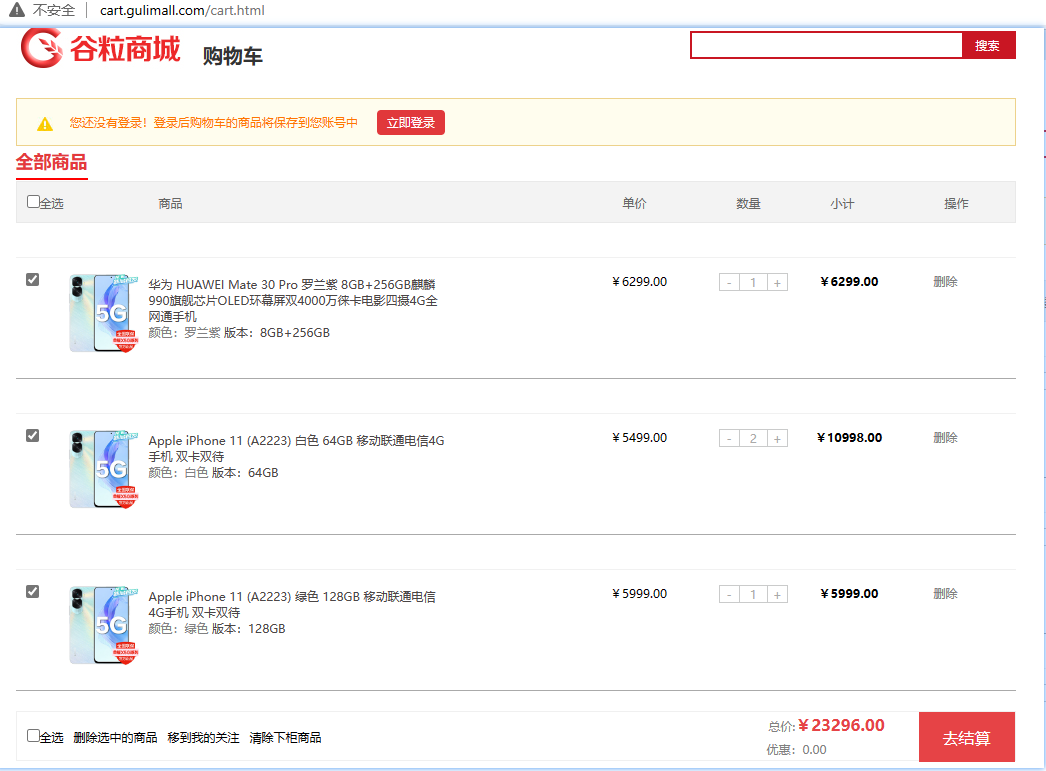 不安全 cart.gulimall.com/cart.html
谷粒商城 购物车 搜索
您还没有登录！登录后购物车的商品将保存到您账号中 立即登录
全部商品
全选 商品 单价 数量 小计 操作
华为 HUAWEI Mate 30 Pro 罗兰紫 8GB+256GB麒麟 ¥6299.00 - 1 + ¥6299.00 删除
990旗舰芯片OLED环幕屏双4000万徕卡电影四摄4G全
网通手机
颜色：罗兰紫 版本：8GB+256GB
5G
Apple iPhone 11 (A2223) 白色 64GB 移动联通电信4G ¥5499.00 - 2 + ¥10998.00 删除
手机 双卡双待
颜色：白色 版本：64GB
5G
Apple iPhone 11 (A2223) 绿色 128GB 移动联通电信 ¥5999.00 - 1 + ¥5999.00 删除
4G手机 双卡双待
颜色：绿色 版本：128GB
5G
全选 删除选中的商品 移到我的关注 清除下柜商品 总价:¥23296.00 去结算
优惠：0.00